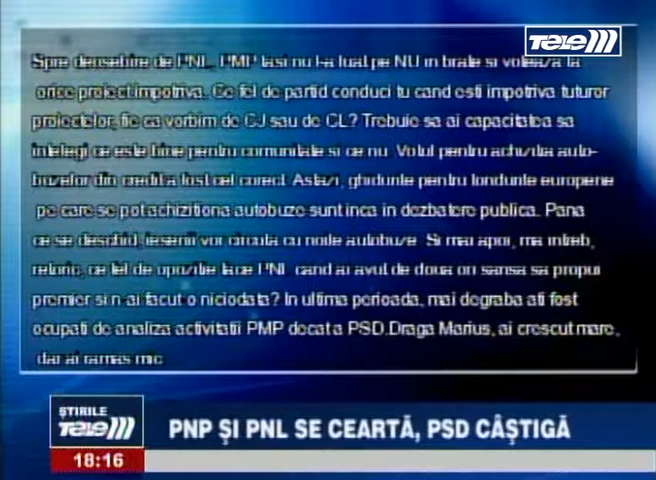 TELEM
Spre deosebire de PNL, PMP Iasi nu l-a luat pe NU in brate si voteaza la
orice proiect impotriva. Ce fel de partid conduci tu cand esti impotriva tuturor
proiectelor, fie ca vorbim de CJ sau de CL? Trebuie sa ai capacitatea sa
intelegi ce este bine pentru comunitate si ce nu. Votul pentru achizitia auto-
buzelor din credit a fost cel corect. Astazi, ghidurile pentru fondurile europene
pe care se pot achizitiona autobuze sunt inca in dezbatere publica. Pana
ce se deschid, iesenii vor circula cu noile autobuze. Si mai apoi, ma intreb,
retoric, ce fel de opozitie face PNL cand ai avut de doua ori sansa sa propui
premier si n-ai facut o niciodata? In ultima perioada, mai degraba ati fost
ocupati de analiza activitatii PMP decat a PSD.Draga Marius, ai crescut mare,
dar ai ramas mic
ȘTIRILE
TELEM
PNP ȘI PNL SE CEARTĂ, PSD CÂȘTIGĂ
18:16